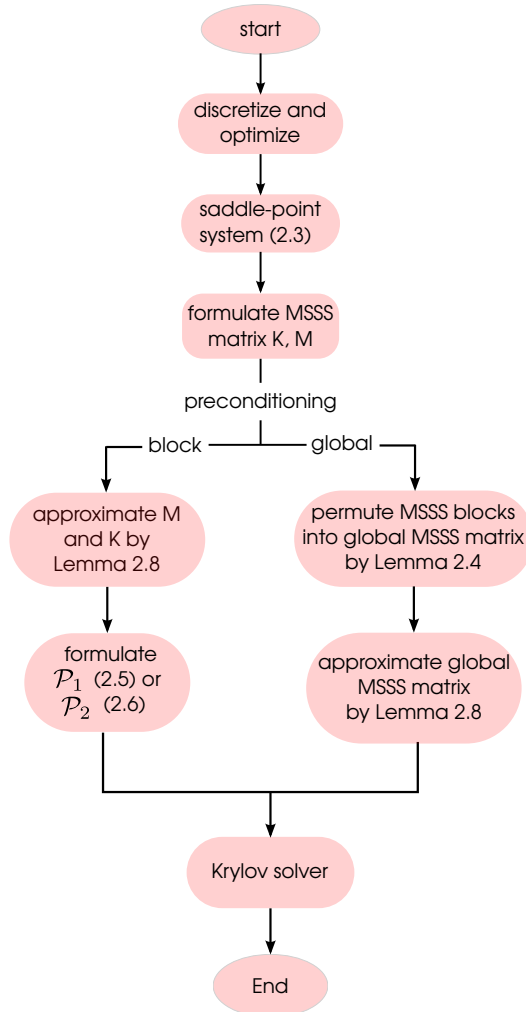 start
discretize and
optimize
saddle-point
system (2.3)
formulate MSSS
matrix K, M
preconditioning
block
global
approximate M
and K by
Lemma 2.8
permute MSSS blocks
into global MSSS matrix
by Lemma 2.4
formulate
𝒫₁ (2.5) or
𝒫₂ (2.6)
approximate global
MSSS matrix
by Lemma 2.8
Krylov solver
End